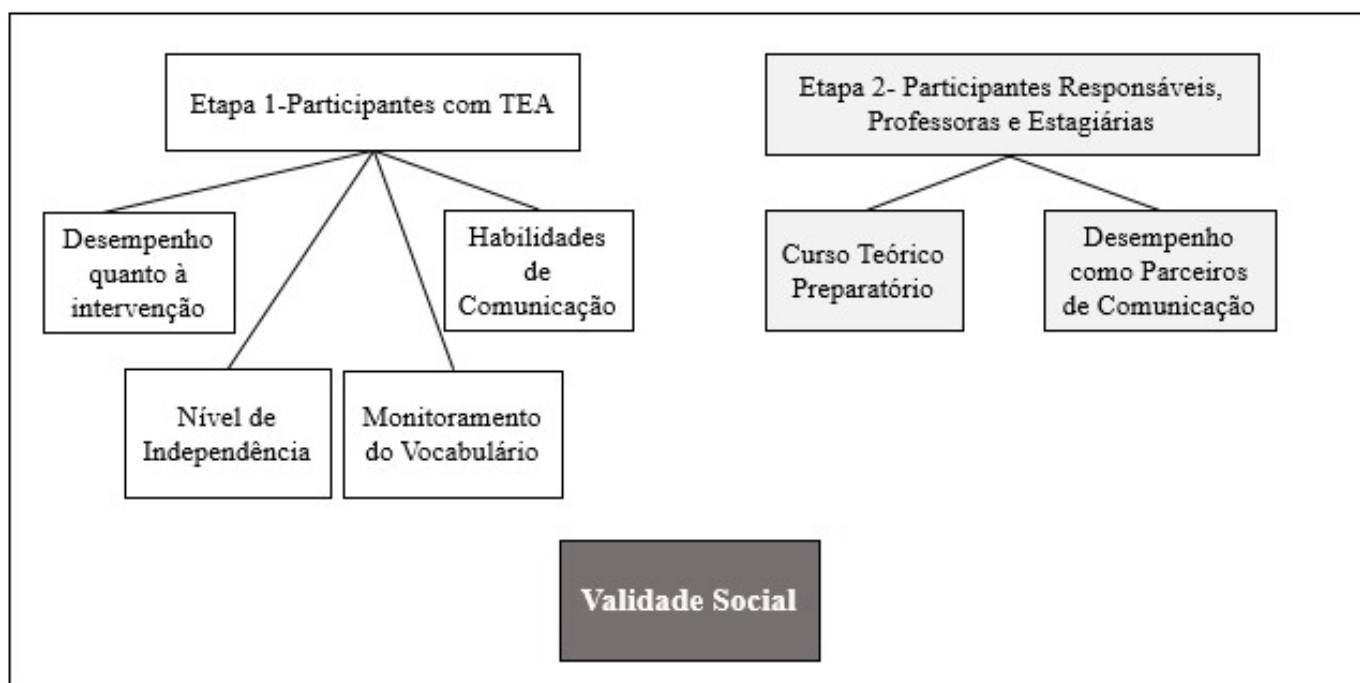 Etapa 1-Participantes com TEA
Etapa 2- Participantes Responsáveis,
Professoras e Estagiárias
Desempenho
quanto à
intervenção
Habilidades
de
Comunicação
Nível de
Independência
Monitoramento
do Vocabulário
Curso Teórico
Preparatório
Desempenho
como Parceiros
de Comunicação
Validade Social